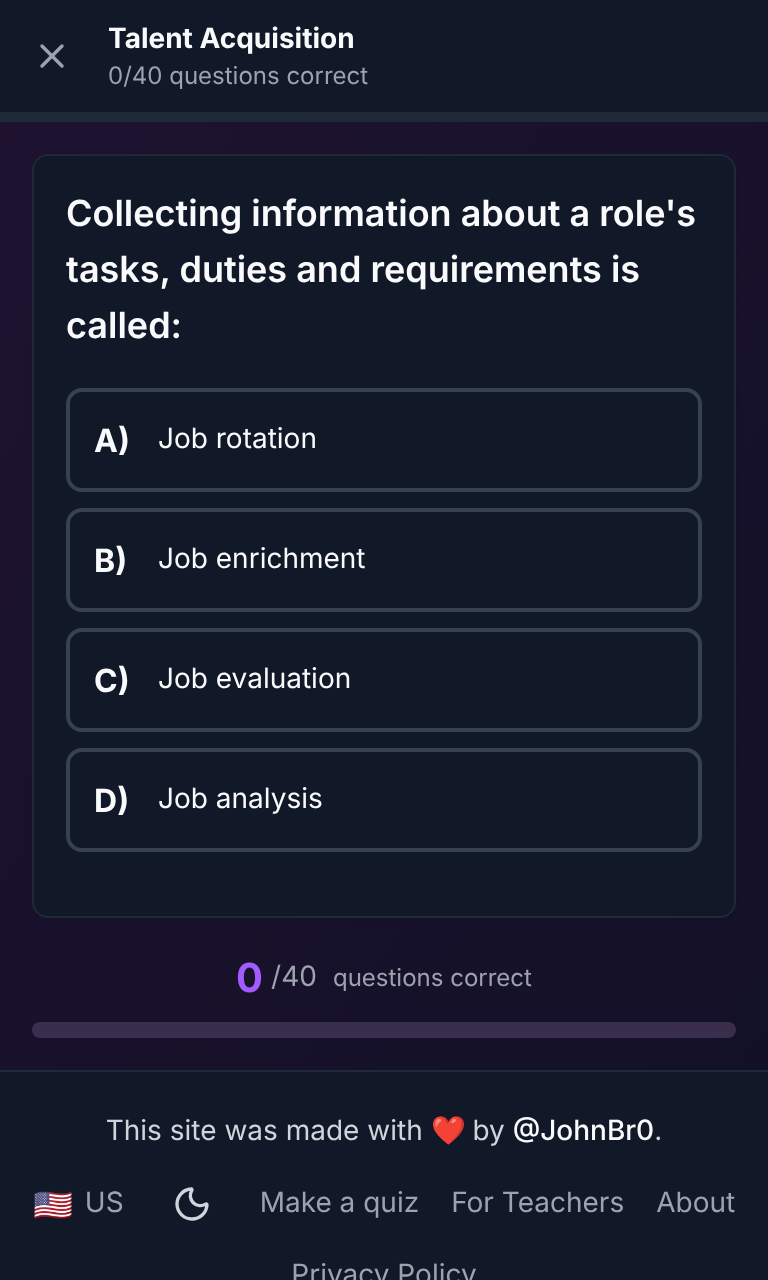 Talent Acquisition
0/40 questions correct
Collecting information about a role's
tasks, duties and requirements is
called:
A) Job rotation
B) Job enrichment
C) Job evaluation
D) Job analysis
0 /40 questions correct
This site was made with ❤️ by @JohnBr0.
🇺🇸 US Make a quiz For Teachers About
Privacy Policy